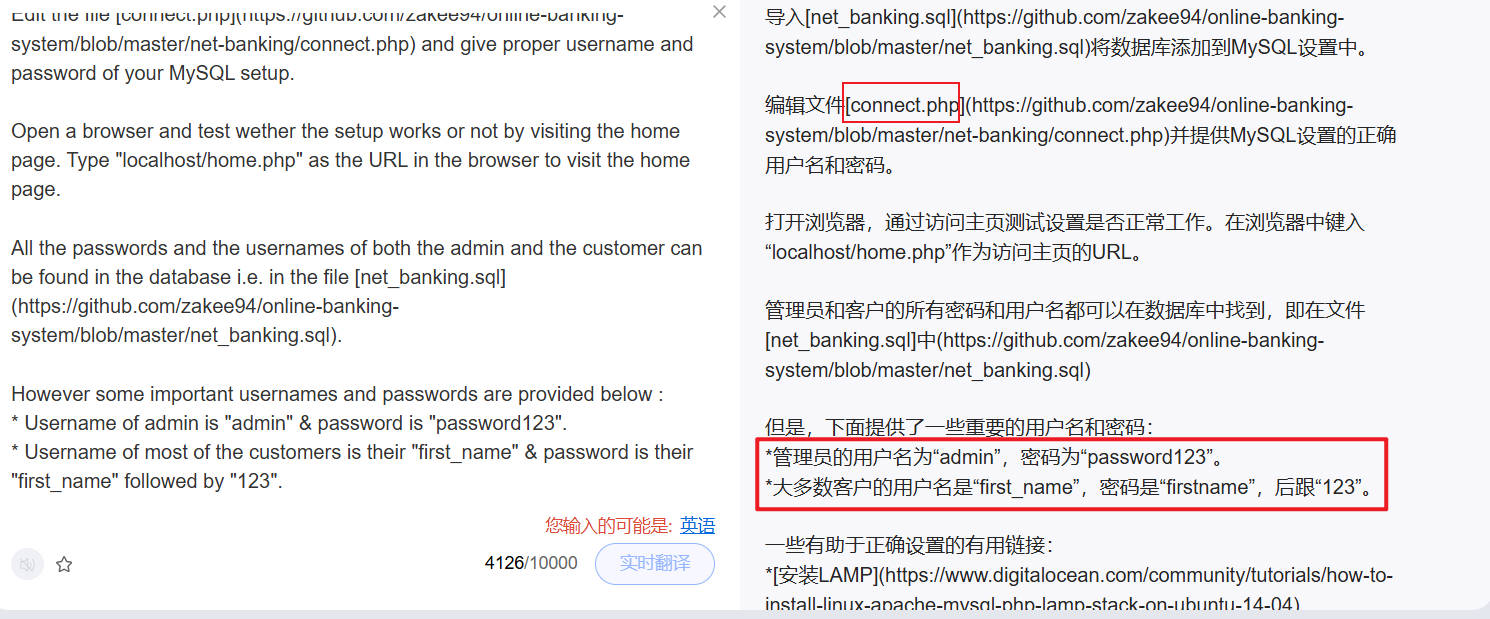 Edit the file [connect.php](https://github.com/zakee94/online-banking-
system/blob/master/net-banking/connect.php) and give proper username and
password of your MySQL setup.
Open a browser and test wether the setup works or not by visiting the home
page. Type "localhost/home.php" as the URL in the browser to visit the home
page.
All the passwords and the usernames of both the admin and the customer can
be found in the database i.e. in the file [net_banking.sql]
(https://github.com/zakee94/online-banking-
system/blob/master/net_banking.sql).
However some important usernames and passwords are provided below :
* Username of admin is "admin" & password is "password123".
* Username of most of the customers is their "first_name" & password is their
"first_name" followed by "123".
您输入的可能是: 英语
4126/10000
实时翻译
导入[net_banking.sql](https://github.com/zakee94/online-banking-
system/blob/master/net_banking.sql)将数据库添加到MySQL设置中。
编辑文件[connect.php](https://github.com/zakee94/online-banking-
system/blob/master/net-banking/connect.php)并提供MySQL设置的正确
用户名和密码。
打开浏览器，通过访问主页测试设置是否正常工作。在浏览器中键入
“localhost/home.php”作为访问主页的URL。
管理员和客户的所有密码和用户名都可以在数据库中找到，即在文件
[net_banking.sql]中(https://github.com/zakee94/online-banking-
system/blob/master/net_banking.sql)
但是，下面提供了一些重要的用户名和密码：
*管理员的用户名为“admin”，密码为“password123”。
*大多数客户的用户名是“first_name”，密码是“firstname”，后跟“123”。
一些有助于正确设置的有用链接：
*[安装LAMP](https://www.digitalocean.com/community/tutorials/how-to-
install-linux-apache-mysql-php-lamp-stack-on-ubuntu-14-04)